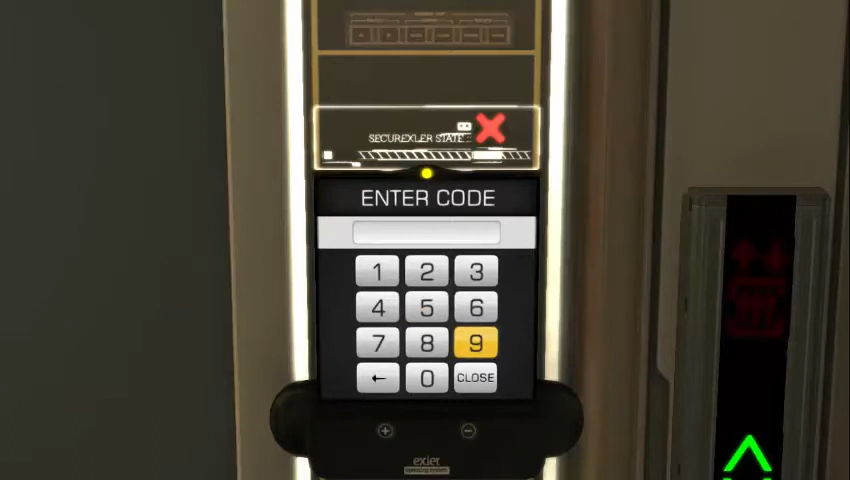 SECUREXLER STATE
ENTER CODE
1 2 3
4 5 6
7 8 9
← 0 CLOSE
exler